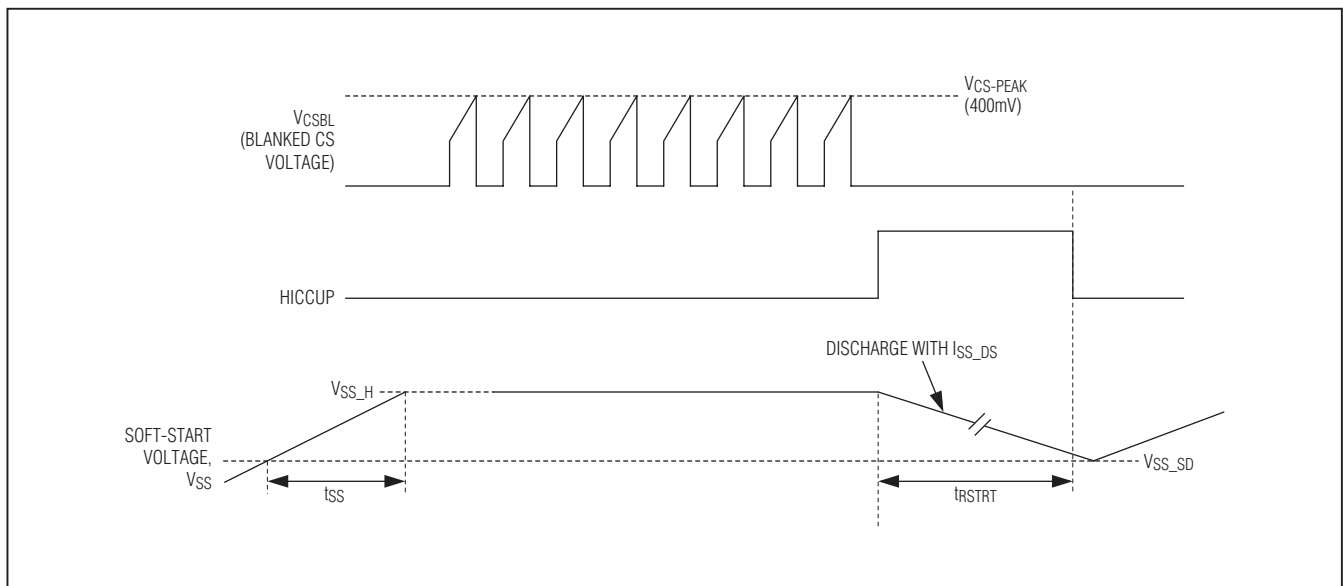 VCS-PEAK
(400mV)
VCSBL
(BLANKED CS
VOLTAGE)
HICCUP
DISCHARGE WITH ISS_DS
VSS_H
SOFT-START
VOLTAGE,
VSS
VSS_SD
tSS
tRSTRT